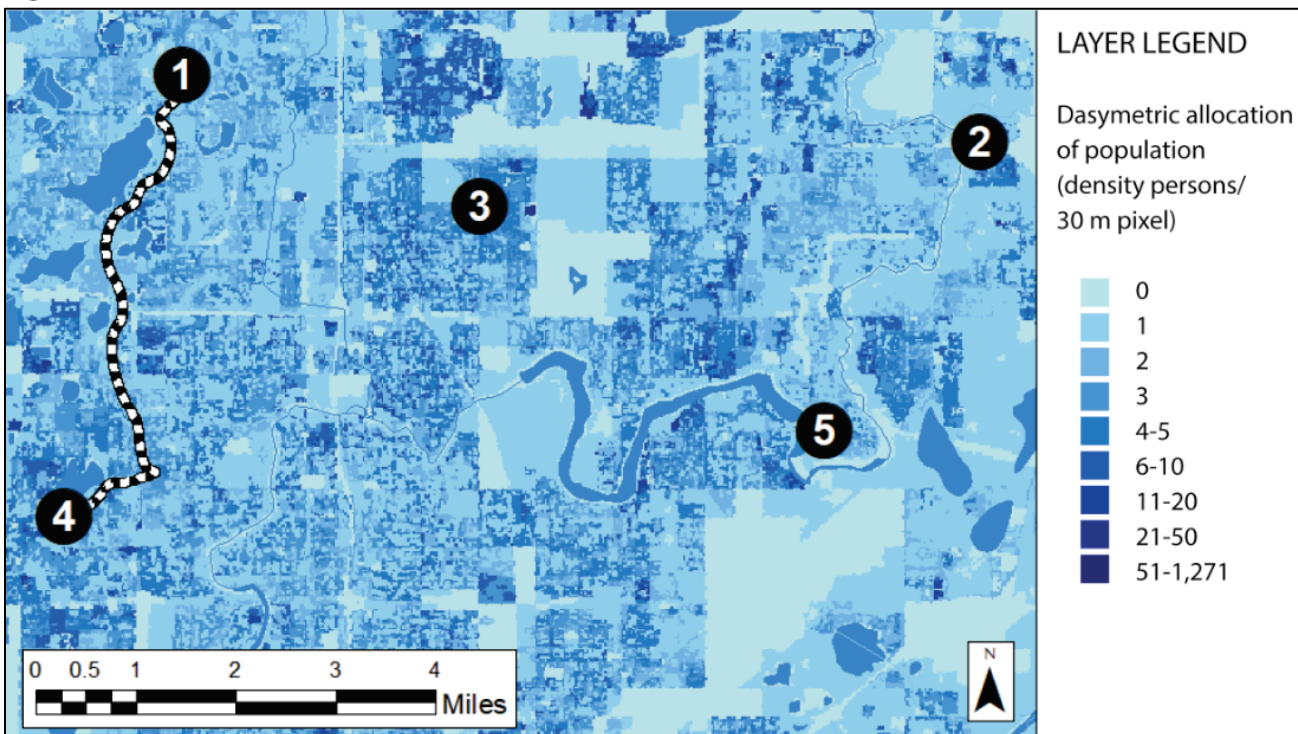 1
2
3
4
5
LAYER LEGEND
Dasymetric allocation
of population
(density persons/
30 m pixel)
0
1
2
3
4-5
6-10
11-20
21-50
51-1,271
0 0.5 1 2 3 4
Miles
N